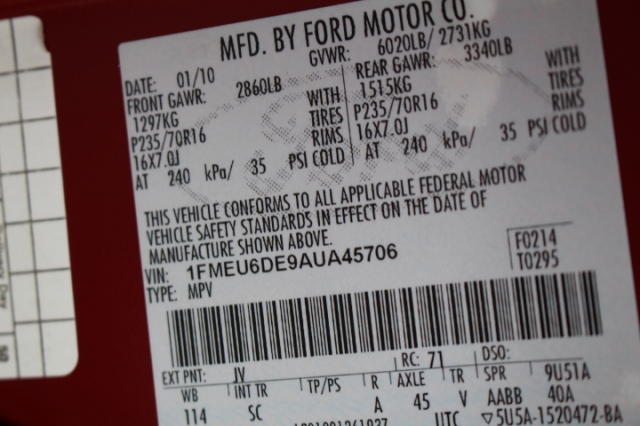 MFD. BY FORD MOTOR CO.
DATE: 01/10 GVWR: 6020LB/ 2731KG
FRONT GAWR: 2860LB REAR GAWR: 3340LB
1297KG WITH 1515KG WITH
P235/70R16 TIRES P235/70R16 TIRES
16X7.0J RIMS 16X7.0J RIMS
AT 240 kPa/ 35 PSI COLD AT 240 kPa/ 35 PSI COLD
THIS VEHICLE CONFORMS TO ALL APPLICABLE FEDERAL MOTOR
VEHICLE SAFETY STANDARDS IN EFFECT ON THE DATE OF
MANUFACTURE SHOWN ABOVE.
VIN: 1FMEU6DE9AUA45706 F0214
TYPE: MPV T0295
EXT PNT: JV RC: 71 DSO:
WB INT TR TP/PS R AXLE TR SPR 9U51A
114 SC A 45 V AABB 40A
UTC ▽5U5A-1520472-BA